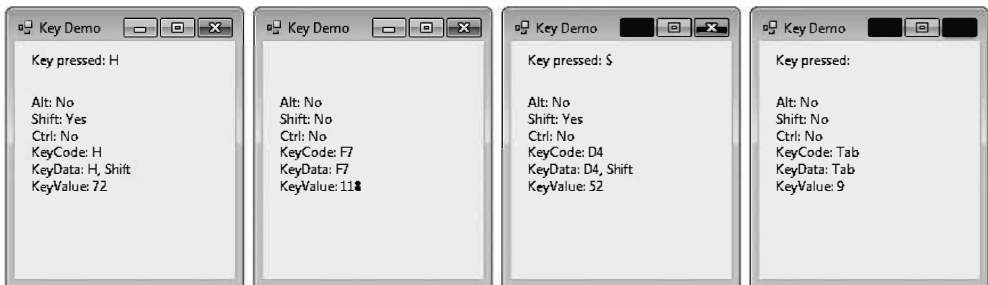 Key Demo
Key pressed: H
Alt: No
Shift: Yes
Ctrl: No
KeyCode: H
KeyData: H, Shift
KeyValue: 72
Key Demo
Alt: No
Shift: No
Ctrl: No
KeyCode: F7
KeyData: F7
KeyValue: 118
Key Demo
Key pressed: $
Alt: No
Shift: Yes
Ctrl: No
KeyCode: D4
KeyData: D4, Shift
KeyValue: 52
Key Demo
Key pressed:
Alt: No
Shift: No
Ctrl: No
KeyCode: Tab
KeyData: Tab
KeyValue: 9